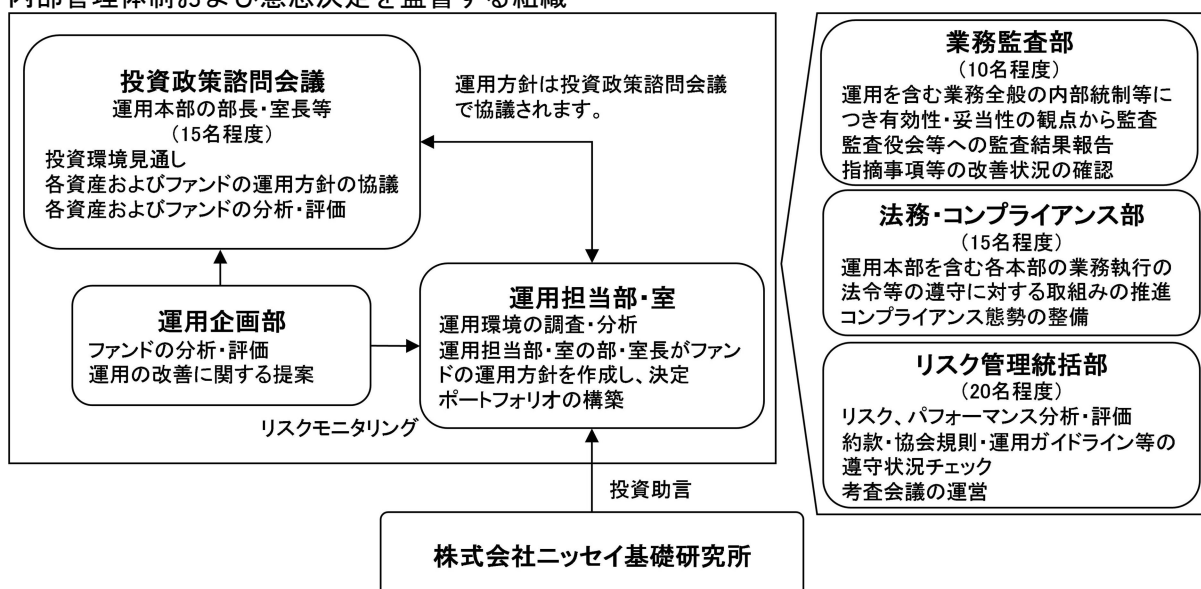 内部管理体制および意思決定を監督する組織
投資政策諮問会議
運用本部の部長・室長等
（15名程度）
投資環境見通し
各資産およびファンドの運用方針の協議
各資産およびファンドの分析・評価
運用方針は投資政策諮問会議
で協議されます。
運用企画部
ファンドの分析・評価
運用の改善に関する提案
リスクモニタリング
運用担当部・室
運用環境の調査・分析
運用担当部・室の部・室長がファン
ドの運用方針を作成し、決定
ポートフォリオの構築
投資助言
株式会社ニッセイ基礎研究所
業務監査部
（10名程度）
運用を含む業務全般の内部統制等に
つき有効性・妥当性の観点から監査
監査役会等への監査結果報告
指摘事項等の改善状況の確認
法務・コンプライアンス部
（15名程度）
運用本部を含む各本部の業務執行の
法令等の遵守に対する取組みの推進
コンプライアンス態勢の整備
リスク管理統括部
（20名程度）
リスク、パフォーマンス分析・評価
約款・協会規則・運用ガイドライン等の
遵守状況チェック
考査会議の運営